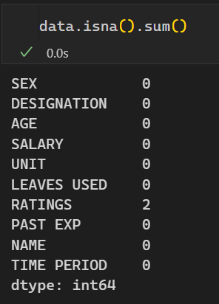 data.isna().sum()
0.0s
SEX 0
DESIGNATION 0
AGE 0
SALARY 0
UNIT 0
LEAVES USED 0
RATINGS 2
PAST EXP 0
NAME 0
TIME PERIOD 0
dtype: int64